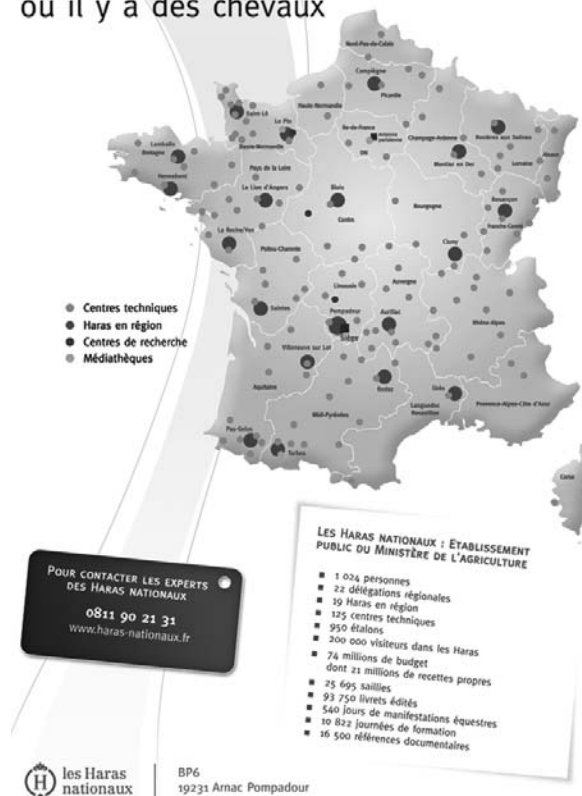 où il y a des chevaux
Nord-Pas-de-Calais
Compiègne
Picardie
Haute-Normandie
Saint-Lô
Le Pin
Basse-Normandie
Ile-de-France
Champagne-Ardenne
Rosières aux Salines
Lorraine
Alsace
Montier en Der
Lamballe
Bretagne
Hennebont
Pays de la Loire
Le Lion d'Angers
Blois
Centre
Bourgogne
Besançon
Franche-Comté
La Roche/Yon
Poitou-Charente
Cluny
Limousin
Auvergne
Saintes
Pompadour
Siège
Aurillac
Rhône-Alpes
Villeneuve sur Lot
Aquitaine
Rodez
Uzès
Midi-Pyrénées
Languedoc
Roussillon
Provence-Alpes-Côte d'Azur
Pau-Gelos
Tarbes
Corse
Centres techniques
Haras en région
Centres de recherche
Médiathèques
POUR CONTACTER LES EXPERTS
DES HARAS NATIONAUX
0811 90 21 31
www.haras-nationaux.fr
LES HARAS NATIONAUX : ETABLISSEMENT
PUBLIC DU MINISTÈRE DE L'AGRICULTURE
1 024 personnes
22 délégations régionales
19 Haras en région
125 centres techniques
950 étalons
200 000 visiteurs dans les Haras
74 millions de budget
dont 21 millions de recettes propres
25 695 saillies
93 750 livrets édités
540 jours de manifestations équestres
10 822 journées de formation
16 500 références documentaires
les Haras
nationaux
BP6
19231 Arnac Pompadour